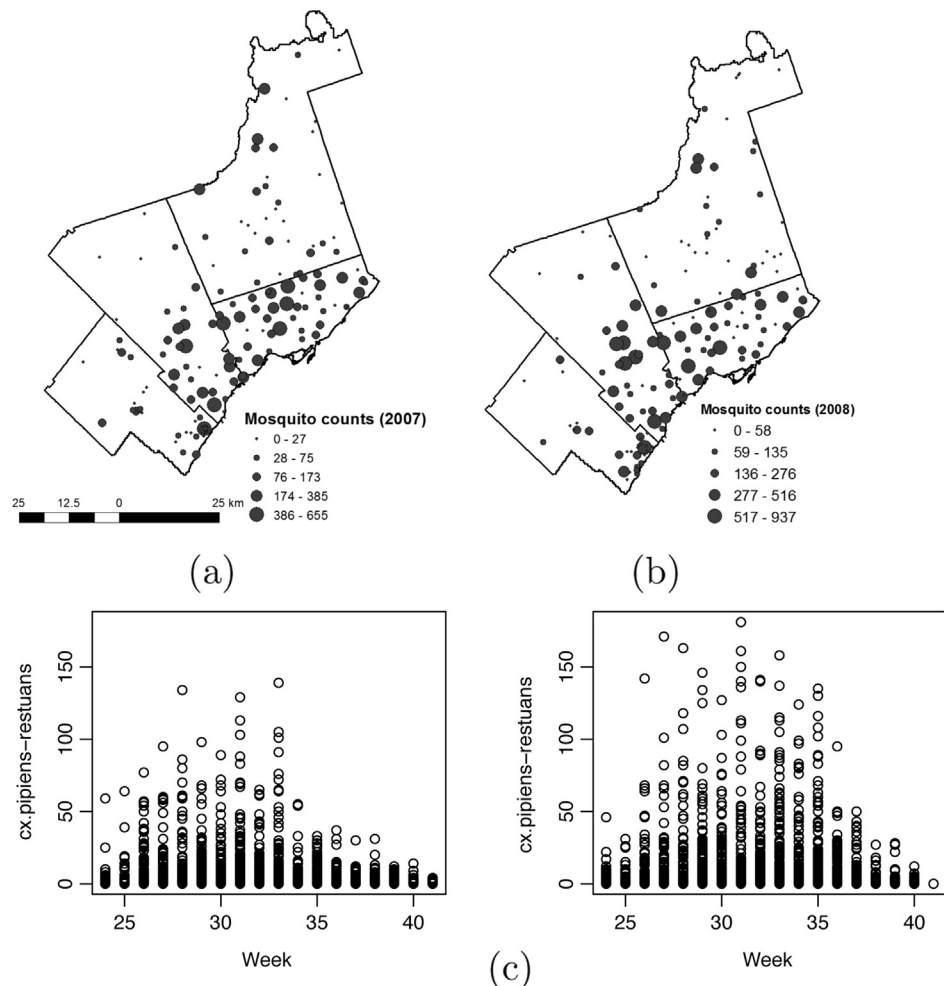 Mosquito counts (2007)
0 - 27
28 - 75
76 - 173
174 - 385
386 - 655
25 12.5 0 25 km
Mosquito counts (2008)
0 - 58
59 - 135
136 - 276
277 - 516
517 - 937
(a)
(b)
cx.pipiens-restuans
150
100
50
0
25 30 35 40
Week
cx.pipiens-restuans
150
100
50
0
25 30 35 40
Week
(c)